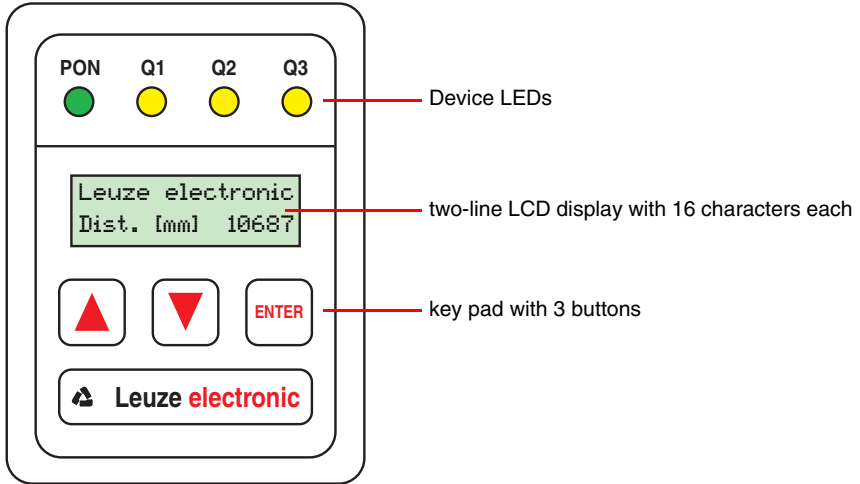 PON Q1 Q2 Q3
Device LEDs
Leuze electronic
Dist. [mm] 10687
two-line LCD display with 16 characters each
ENTER
key pad with 3 buttons
Leuze electronic